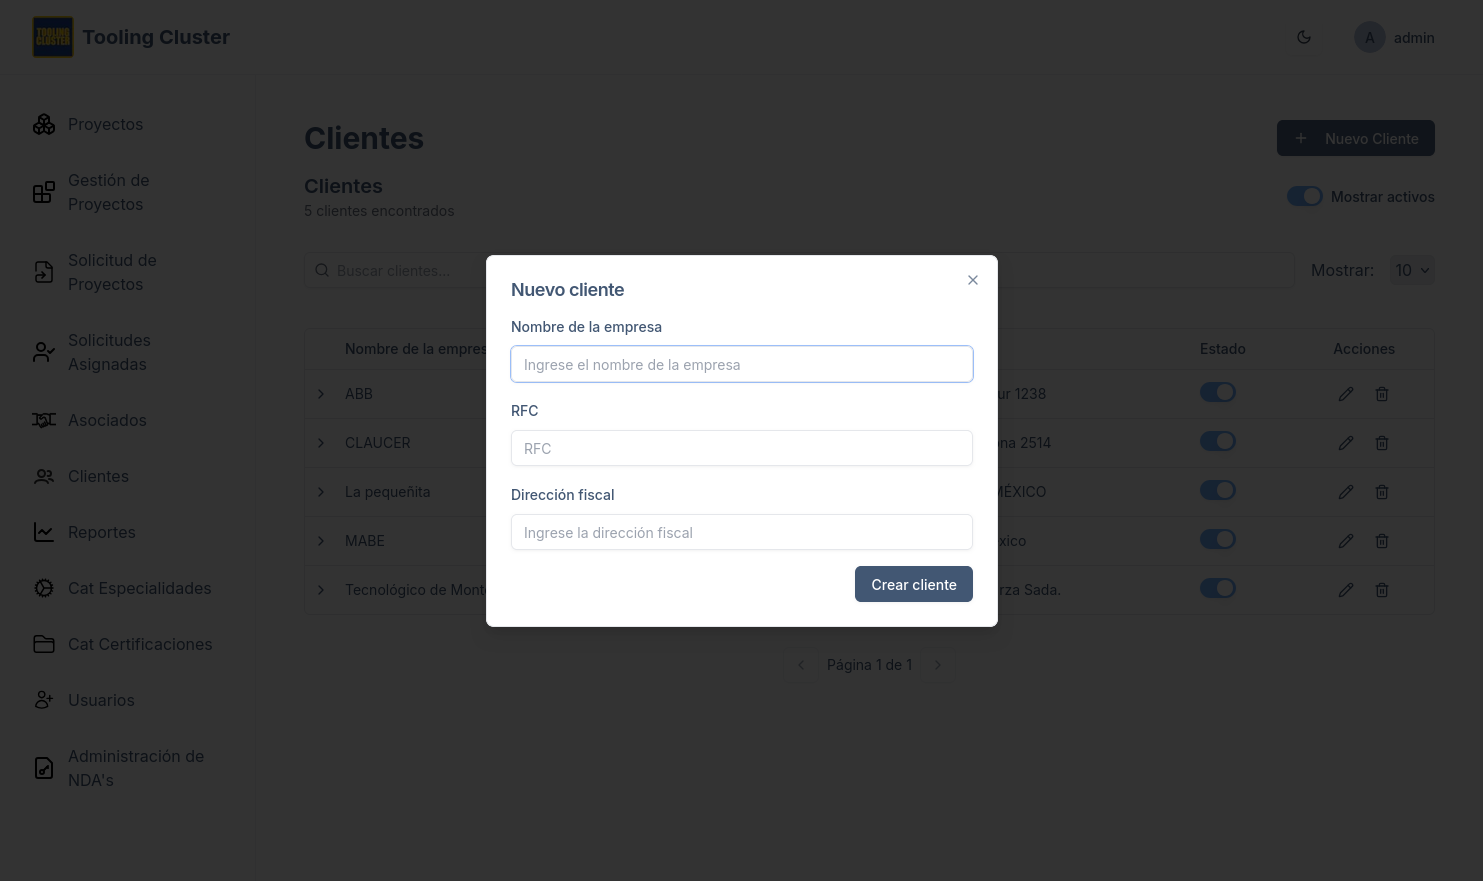 TOOLING
CLUSTER
Tooling Cluster
A
admin
Proyectos
Gestión de
Proyectos
Solicitud de
Proyectos
Solicitudes
Asignadas
Asociados
Clientes
Reportes
Cat Especialidades
Cat Certificaciones
Usuarios
Administración de
NDA's
Clientes
Nuevo Cliente
Clientes
5 clientes encontrados
Mostrar activos
Buscar clientes...
Mostrar:
10
Nombre de la empres
Estado
Acciones
ABB
ur 1238
CLAUCER
ona 2514
La pequeñita
MÉXICO
MABE
xico
Tecnológico de Monte
rza Sada.
Página 1 de 1
Nuevo cliente
Nombre de la empresa
Ingrese el nombre de la empresa
RFC
RFC
Dirección fiscal
Ingrese la dirección fiscal
Crear cliente